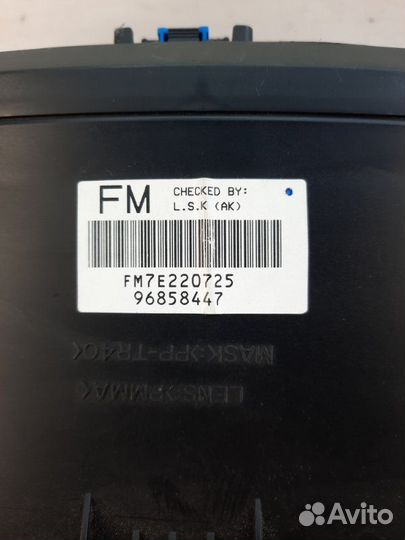 FM
CHECKED BY:
L.S.K (AK)
FM7E220725
96858447
MASK:>PP-TR40<
LENS:>PMMA<
Avito